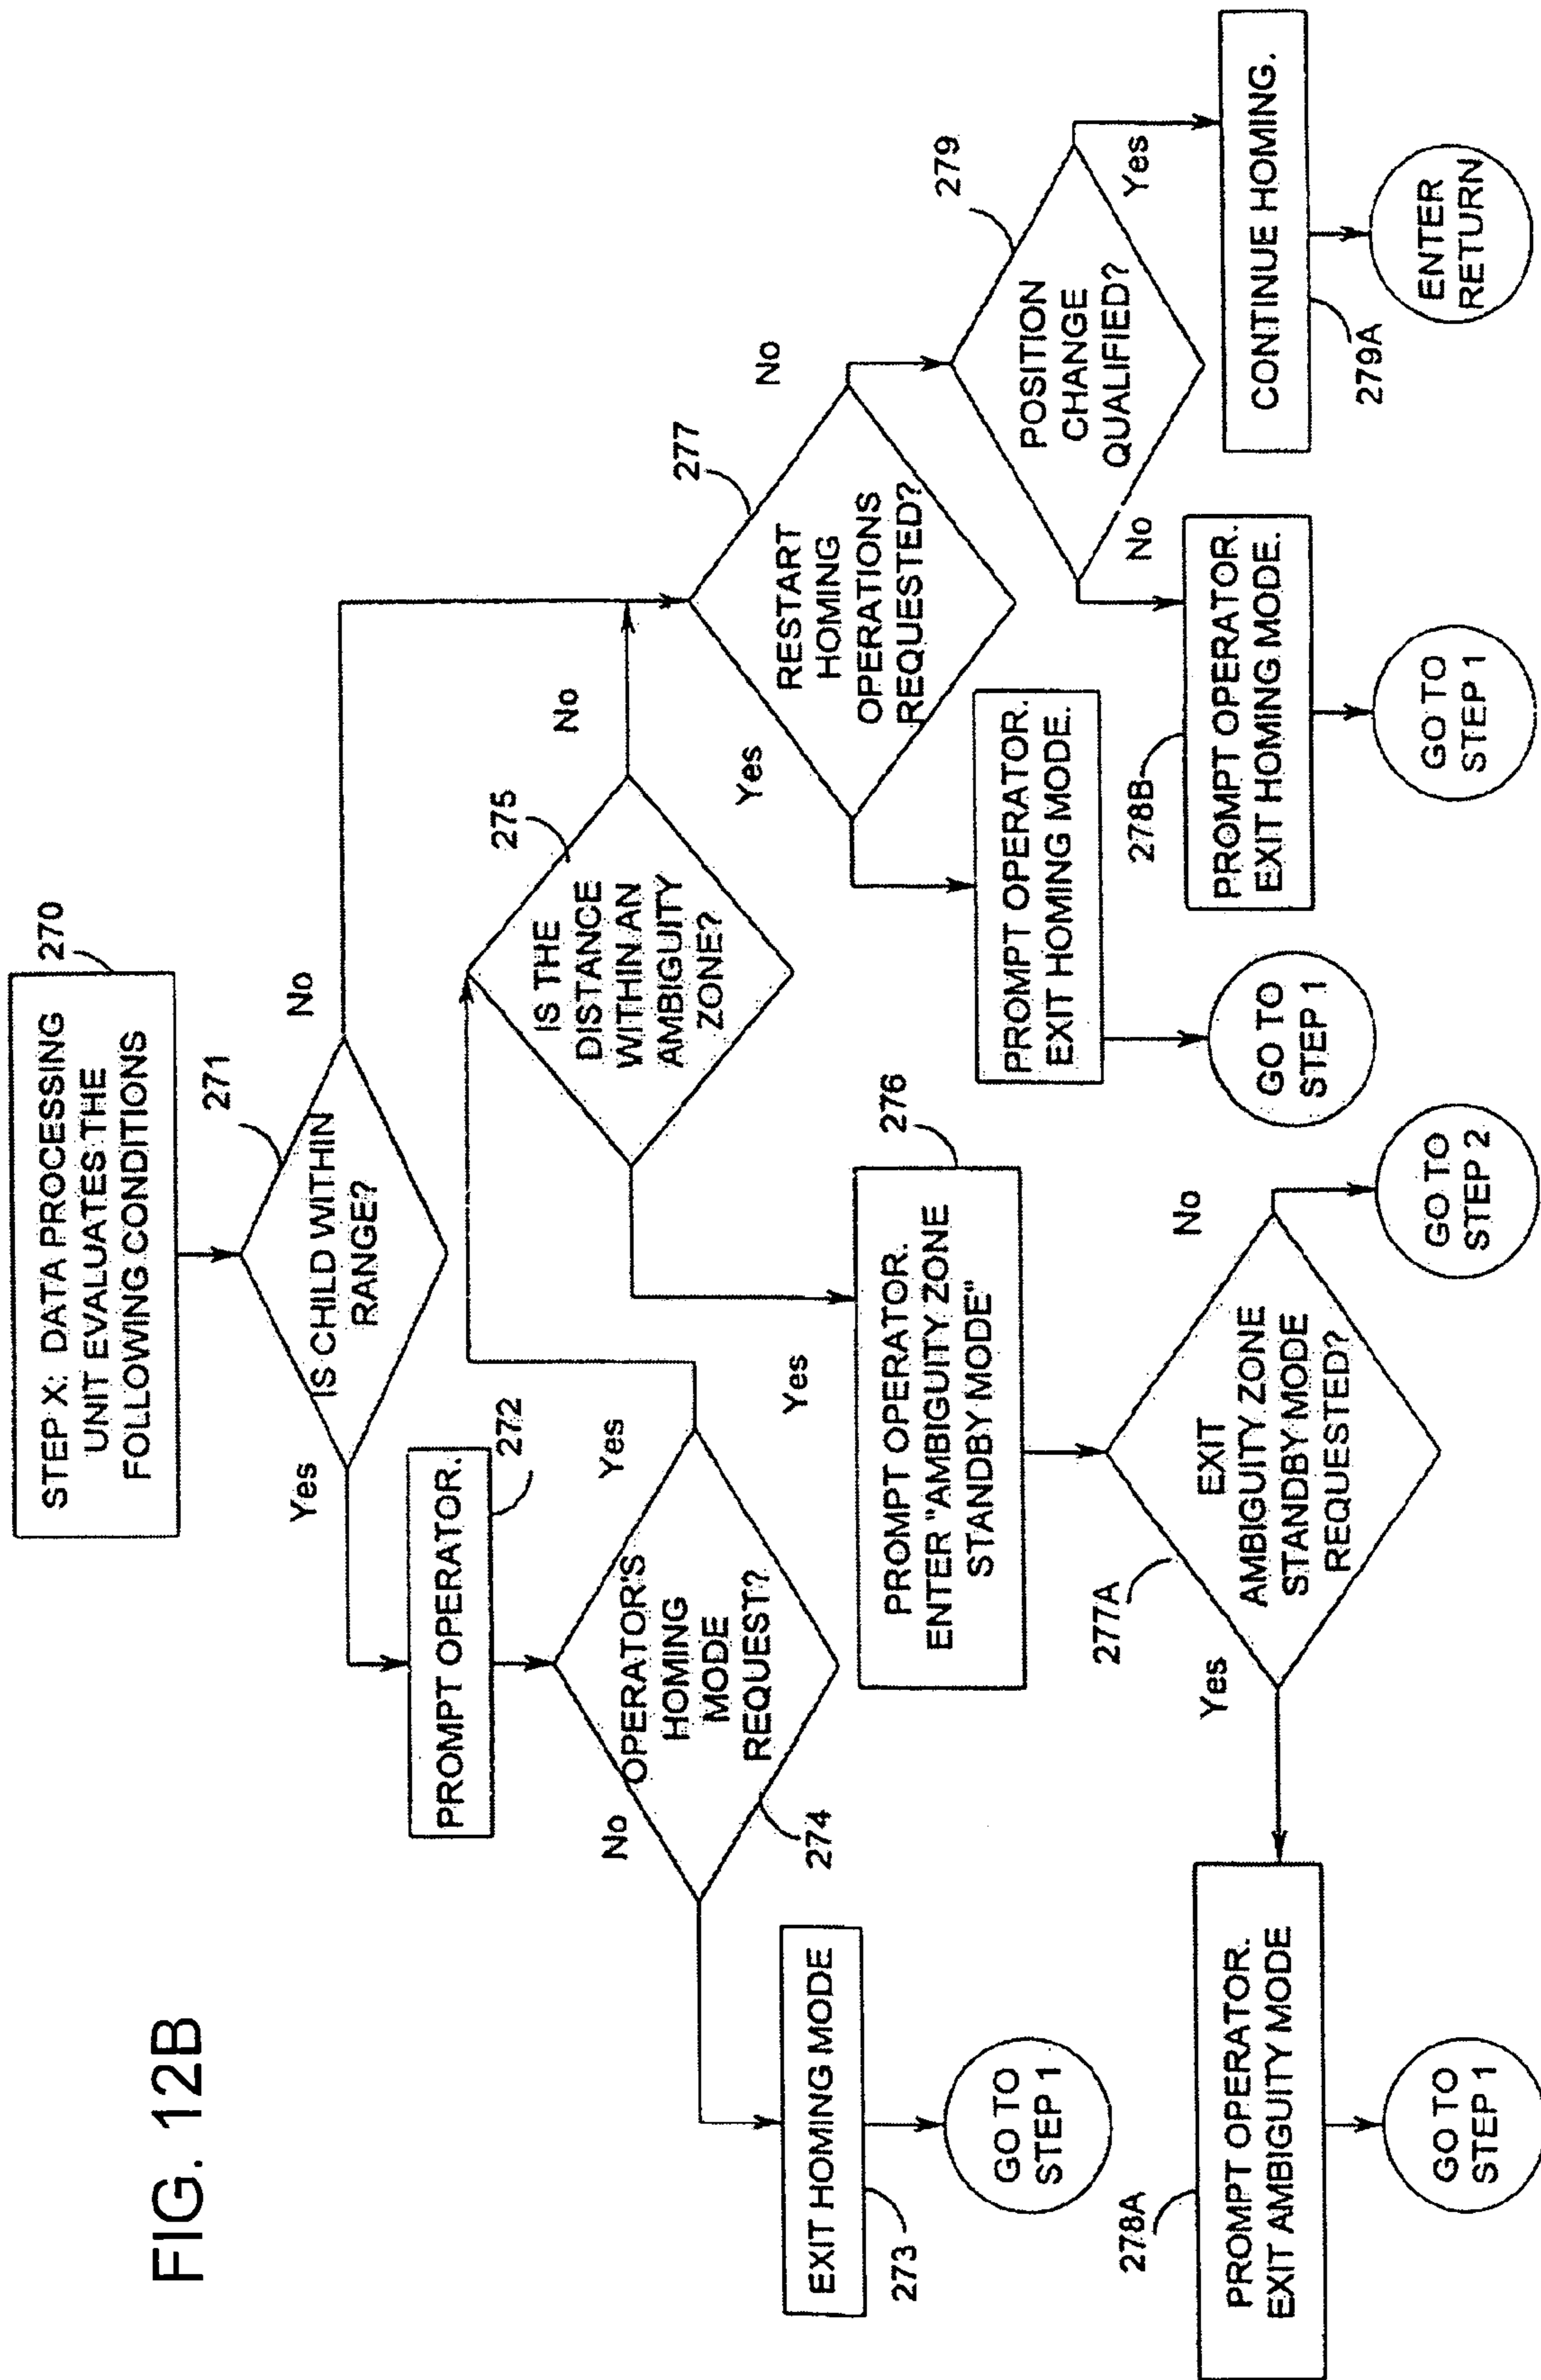 FIG. 12B
STEP X: DATA PROCESSING
UNIT EVALUATES THE
FOLLOWING CONDITIONS
270
271
IS CHILD WITHIN
RANGE?
Yes
No
PROMPT OPERATOR.
272
OPERATOR'S
HOMING
MODE
REQUEST?
274
No
Yes
EXIT HOMING MODE
273
GO TO
STEP 1
IS THE
DISTANCE
WITHIN AN
AMBIGUITY
ZONE?
275
Yes
No
PROMPT OPERATOR.
ENTER "AMBIGUITY ZONE
STANDBY MODE"
276
EXIT
AMBIGUITY ZONE
STANDBY MODE
REQUESTED?
277A
Yes
No
PROMPT OPERATOR.
EXIT AMBIGUITY MODE
278A
GO TO
STEP 1
GO TO
STEP 2
RESTART
HOMING
OPERATIONS
REQUESTED?
277
Yes
No
PROMPT OPERATOR.
EXIT HOMING MODE.
GO TO
STEP 1
POSITION
CHANGE
QUALIFIED?
279
No
Yes
PROMPT OPERATOR.
EXIT HOMING MODE.
278B
GO TO
STEP 1
CONTINUE HOMING.
279A
ENTER
RETURN